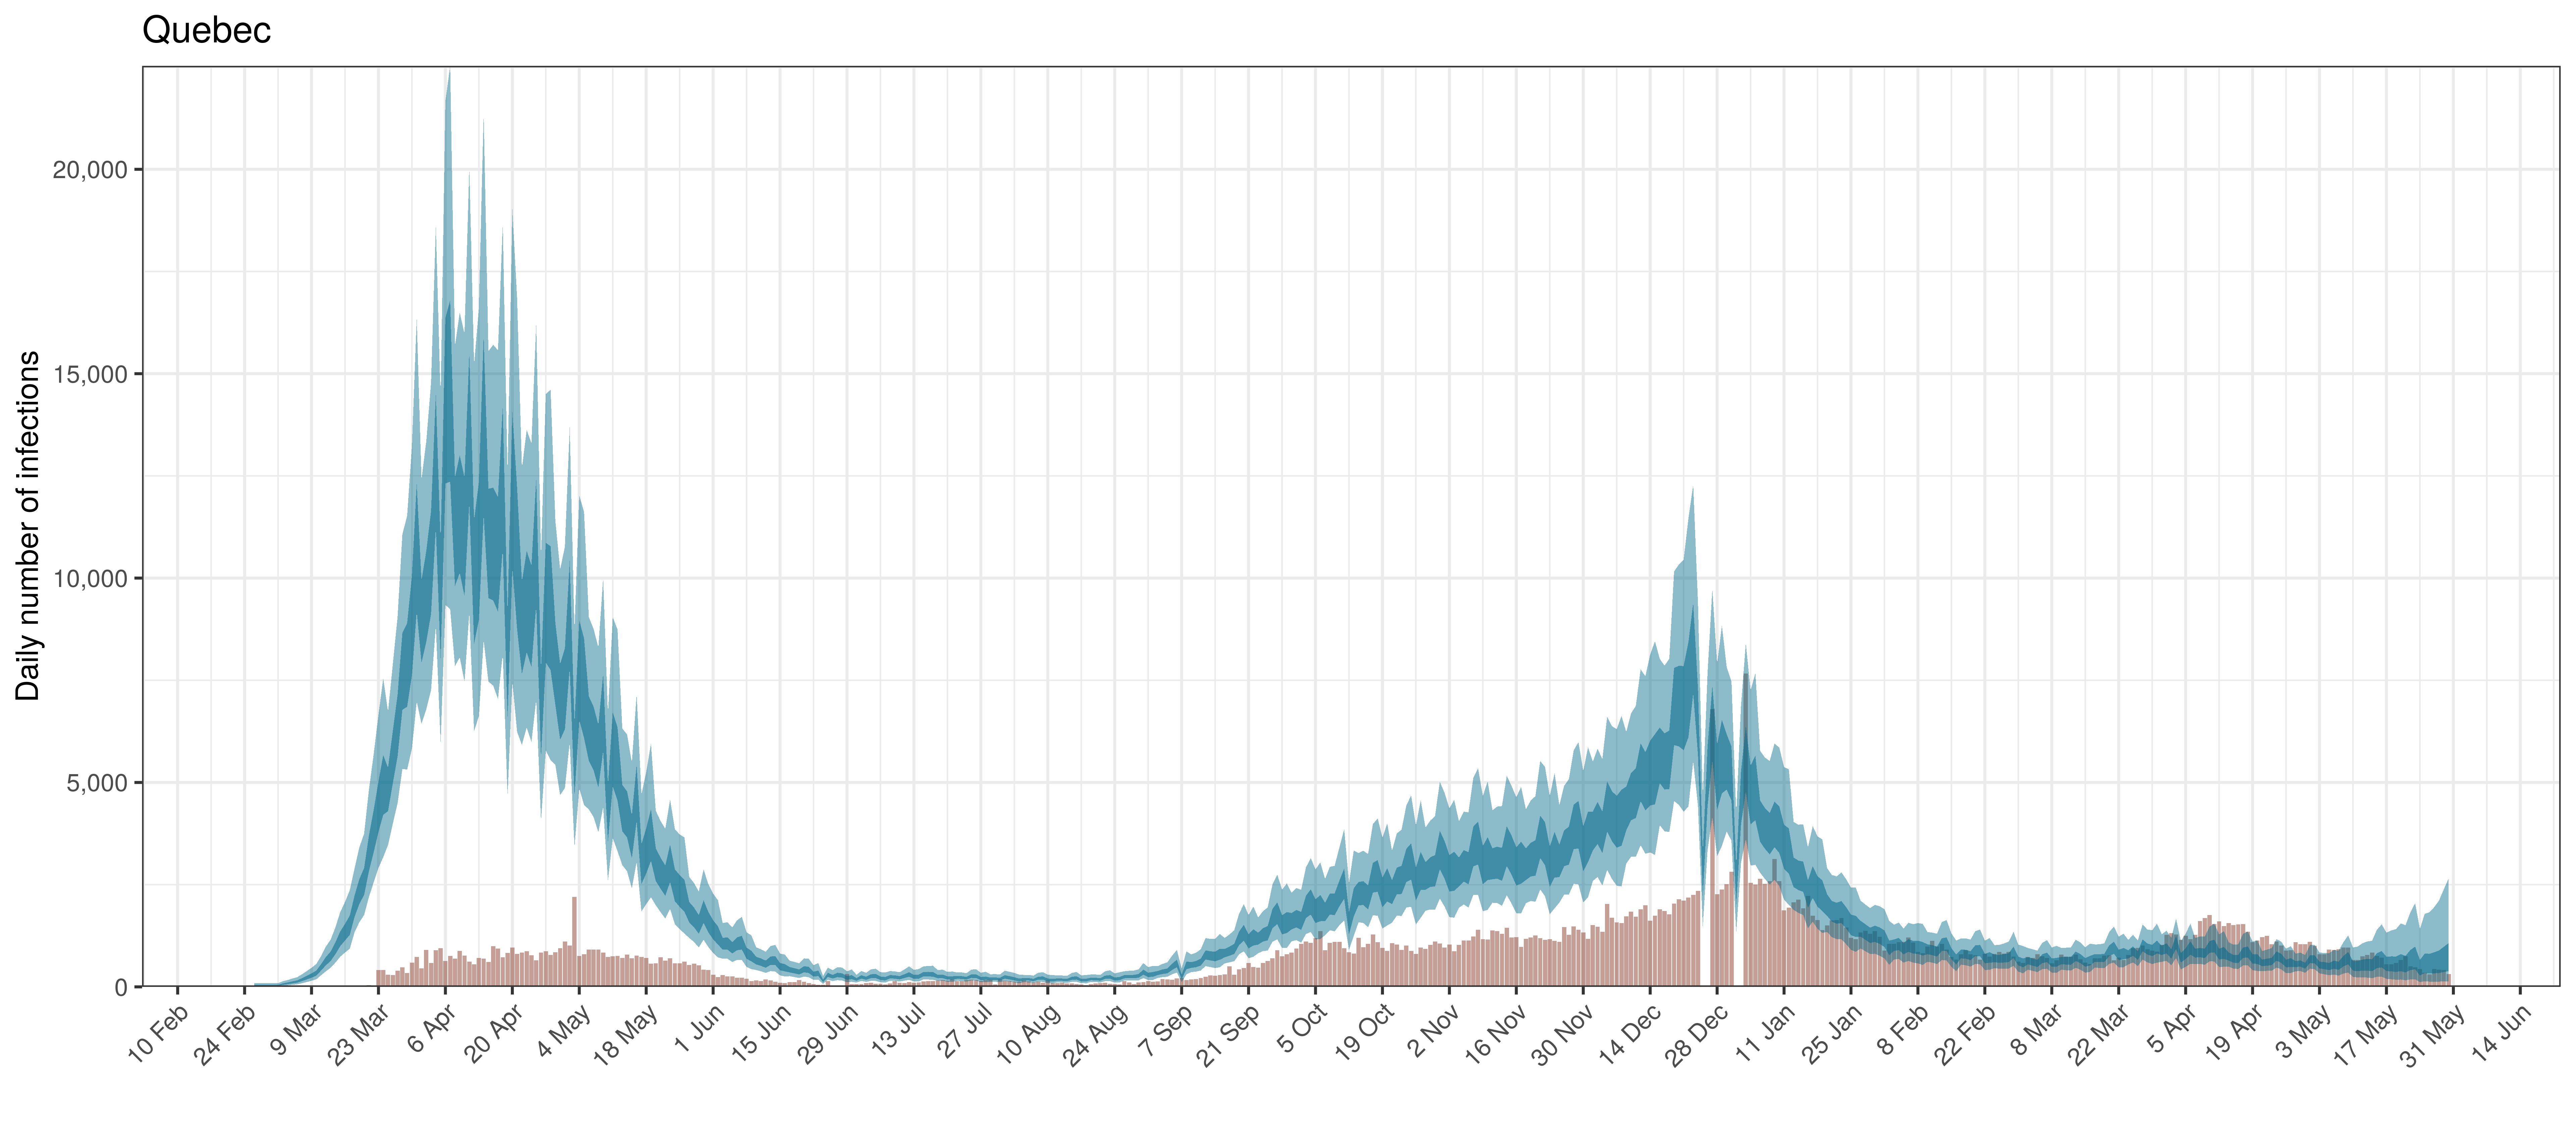 Quebec
Daily number of infections
20,000
15,000
10,000
5,000
0
10 Feb
24 Feb
9 Mar
23 Mar
6 Apr
20 Apr
4 May
18 May
1 Jun
15 Jun
29 Jun
13 Jul
27 Jul
10 Aug
24 Aug
7 Sep
21 Sep
5 Oct
19 Oct
2 Nov
16 Nov
30 Nov
14 Dec
28 Dec
11 Jan
25 Jan
8 Feb
22 Feb
8 Mar
22 Mar
5 Apr
19 Apr
3 May
17 May
31 May
14 Jun